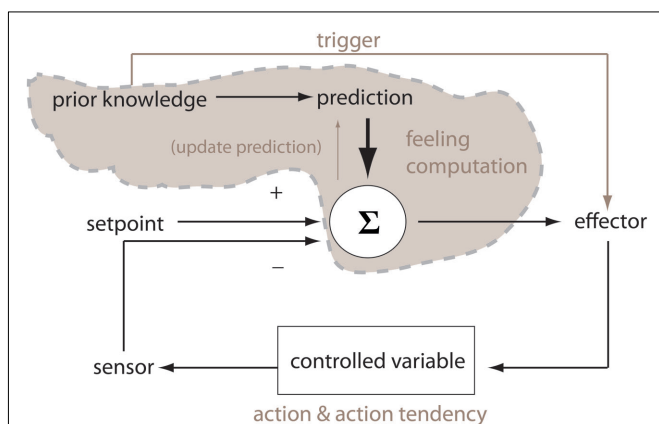 trigger
prior knowledge
prediction
(update prediction)
feeling
computation
+
setpoint
Σ
effector
−
sensor
controlled variable
action & action tendency